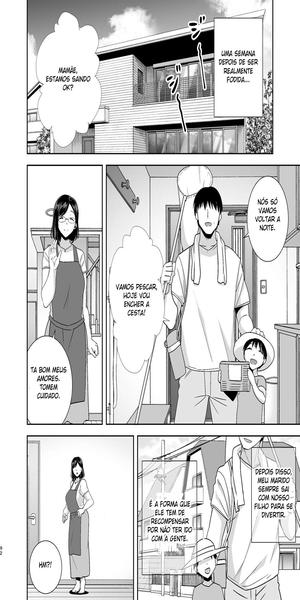 UMA SEMANA
DEPOIS DE SER
REALMENTE
FODIDA...
MAMÃE,
ESTAMOS SAINDO
OK?
NÓS SÓ
VAMOS
VOLTAR A
NOITE.
VAMOS PESCAR,
HOJE VOU
ENCHER A
CESTA!
TA BOM MEUS
AMORES.
TOMEM
CUIDADO.
DEPOIS DISSO,
MEU MARIDO
SEMPRE SAI
COM NOSSO
FILHO PARA SE
DIVERTIR.
É A FORMA QUE
ELE TEM DE
RECOMPENSAR
POR NÃO TER IDO
COM A GENTE.
HM?!